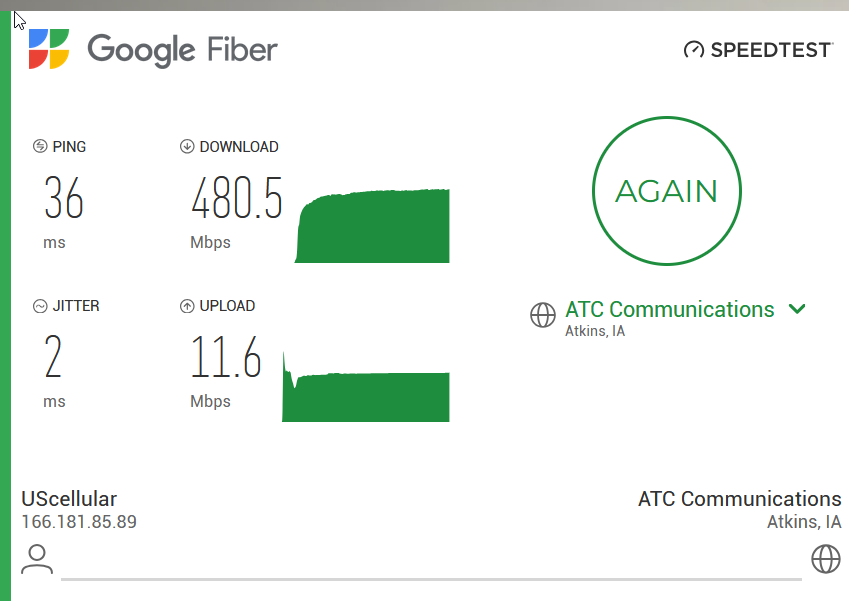 Google Fiber
SPEEDTEST
PING
36
ms
DOWNLOAD
480.5
Mbps
AGAIN
JITTER
2
ms
UPLOAD
11.6
Mbps
ATC Communications
Atkins, IA
UScellular
166.181.85.89
ATC Communications
Atkins, IA